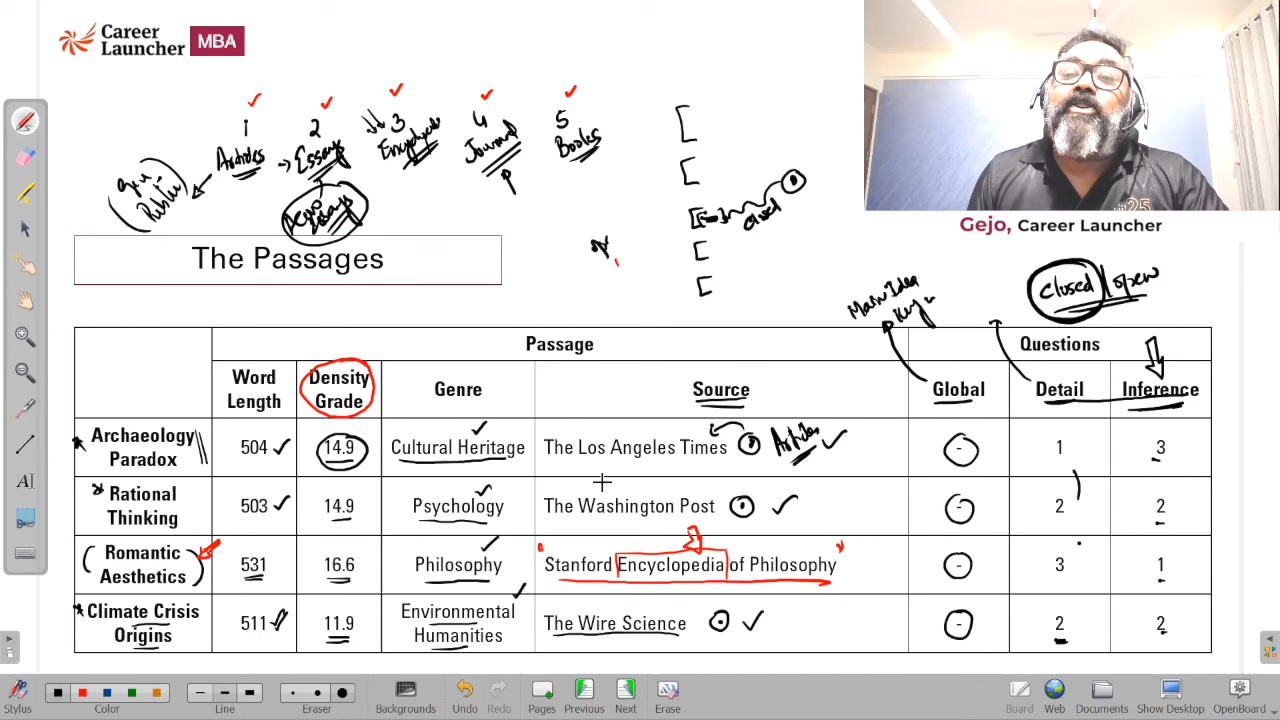 Career
Launcher
MBA
1 2 3 4 5
Articles Essays Journal Books
closed
The Passages
Gejo, Career Launcher
Main Idea
closed / open
Passage
Questions
Word
Length
Density
Grade
Genre
Source
Global
Detail
Inference
Archaeology
Paradox
504
14.9
Cultural Heritage
The Los Angeles Times
Articles
-
1
3
Rational
Thinking
503
14.9
Psychology
The Washington Post
-
2
2
Romantic
Aesthetics
531
16.6
Philosophy
"Stanford Encyclopedia of Philosophy"
-
3
1
Climate Crisis
Origins
511
11.9
Environmental
Humanities
The Wire Science
-
2
2
Stylus
Color
Line
Eraser
Backgrounds
Undo
Redo
Pages
Previous
Next
Erase
Board
Web
Documents
Show Desktop
OpenBoard